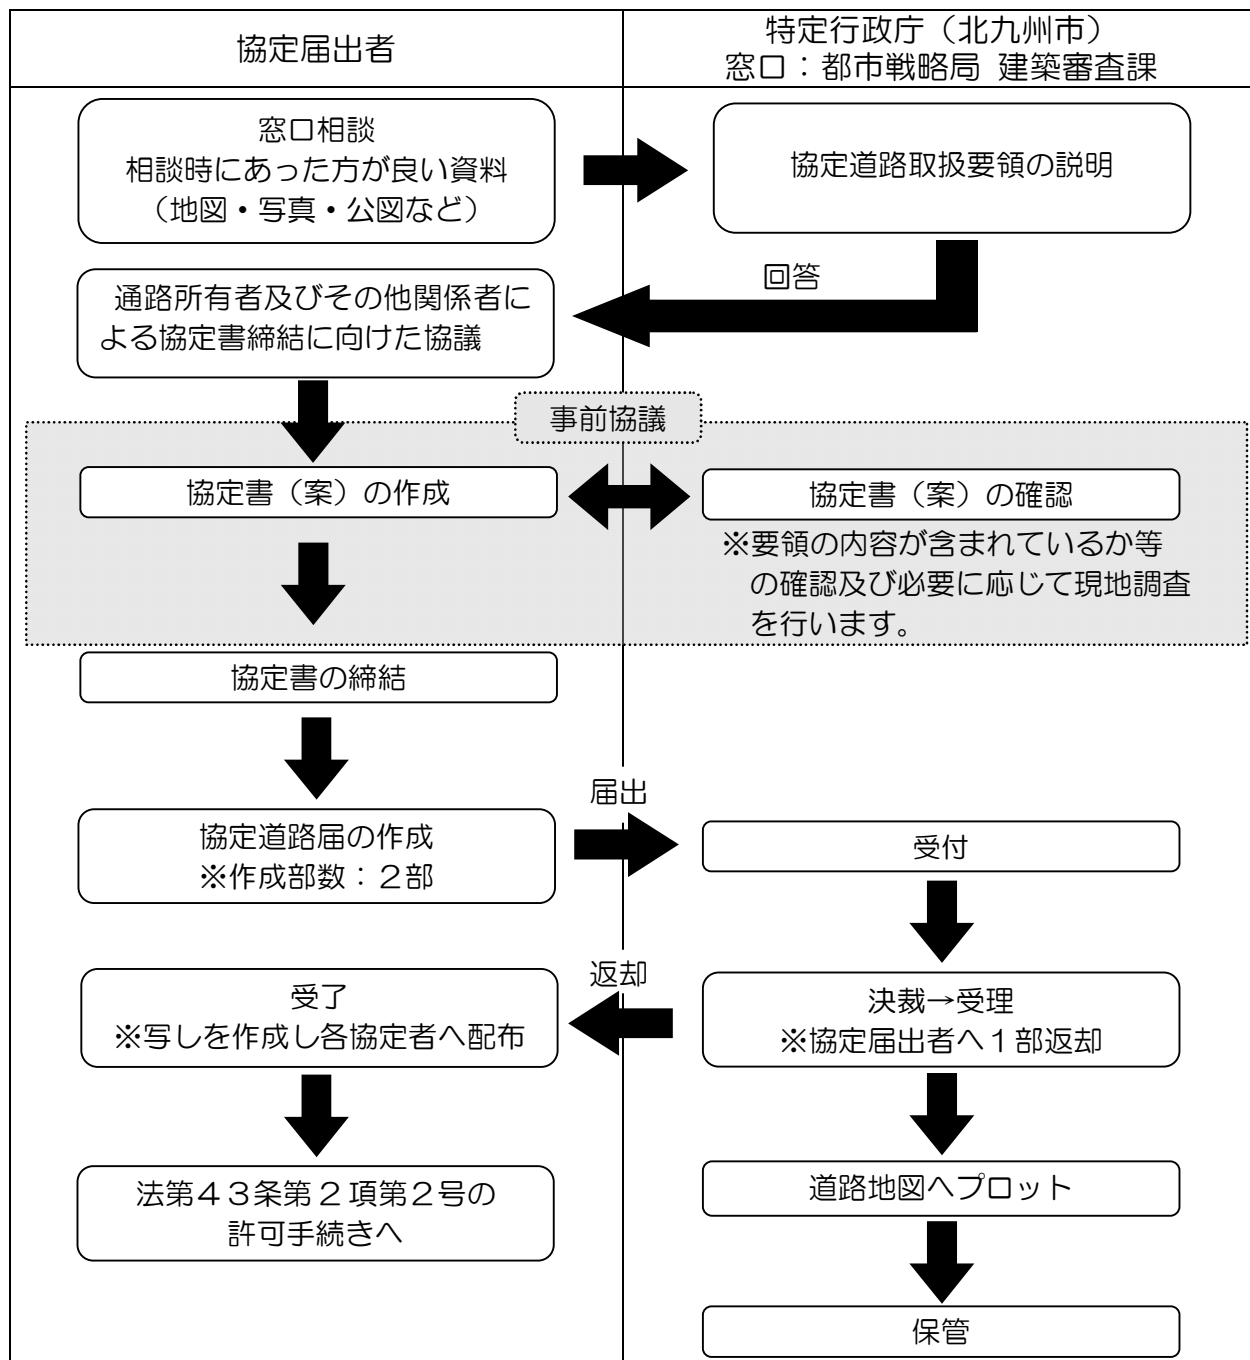 協定届出者
特定行政庁（北九州市）
窓口：都市戦略局 建築審査課
窓口相談
相談時にあった方が良い資料
（地図・写真・公図など）
協定道路取扱要領の説明
回答
通路所有者及びその他関係者に
よる協定書締結に向けた協議
事前協議
協定書（案）の作成
協定書（案）の確認
※要領の内容が含まれているか等
の確認及び必要に応じて現地調査
を行います。
協定書の締結
届出
協定道路届の作成
※作成部数：２部
受付
返却
受了
※写しを作成し各協定者へ配布
決裁→受理
※協定届出者へ１部返却
法第４３条第２項第２号の
許可手続きへ
道路地図へプロット
保管